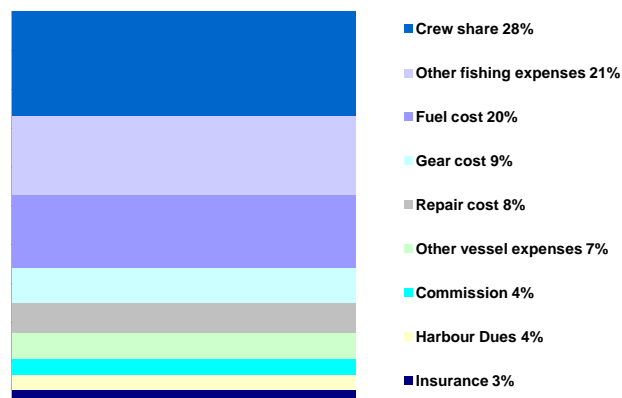 Crew share 28%
Other fishing expenses 21%
Fuel cost 20%
Gear cost 9%
Repair cost 8%
Other vessel expenses 7%
Commission 4%
Harbour Dues 4%
Insurance 3%